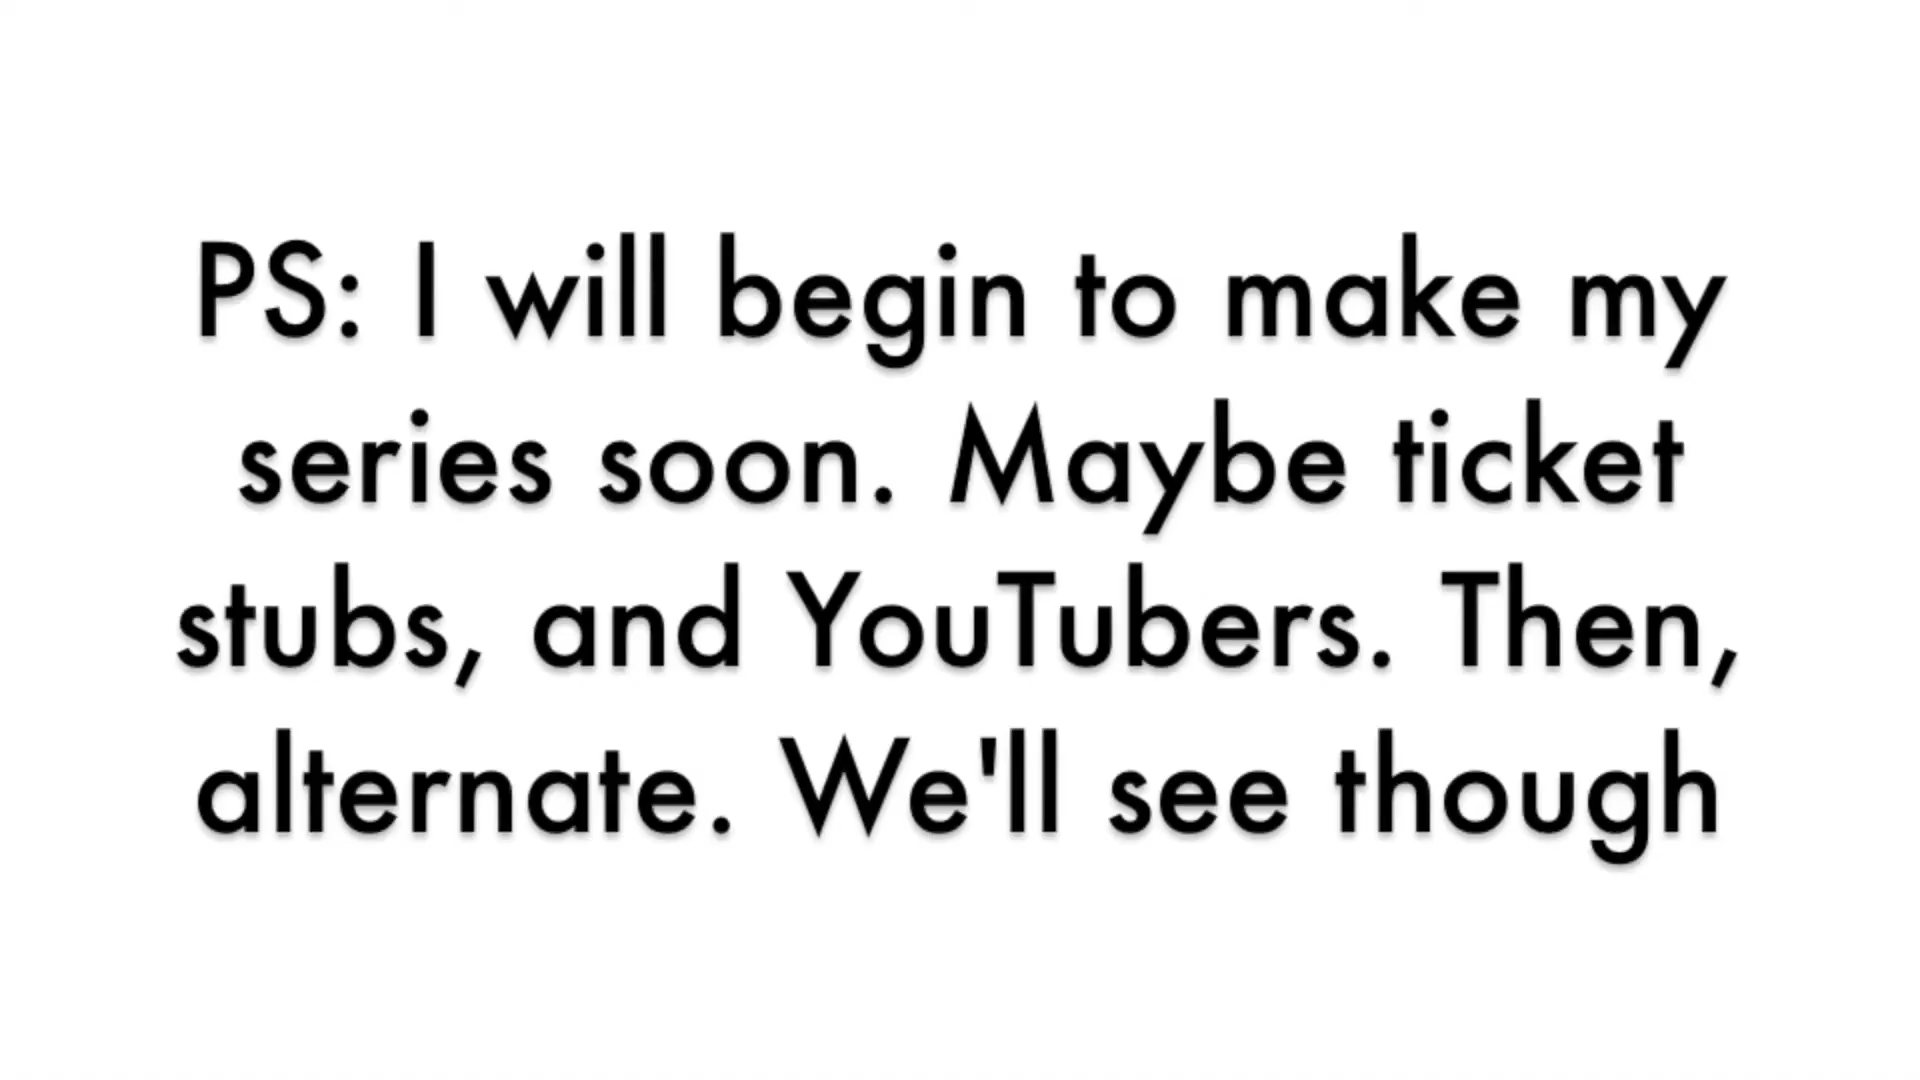 PS: I will begin to make my
series soon. Maybe ticket
stubs, and YouTubers. Then,
alternate. We'll see though